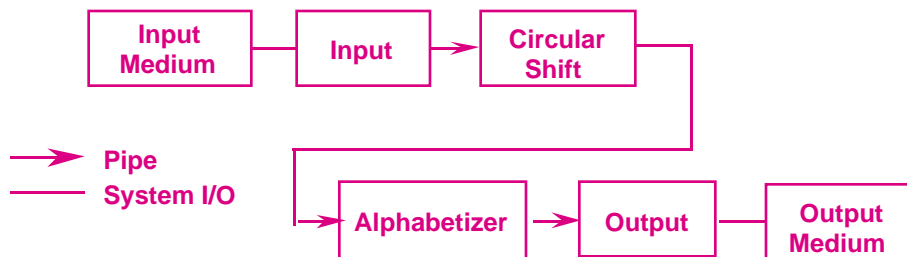 Input
Medium
Input
Circular
Shift
Pipe
System I/O
Alphabetizer
Output
Output
Medium